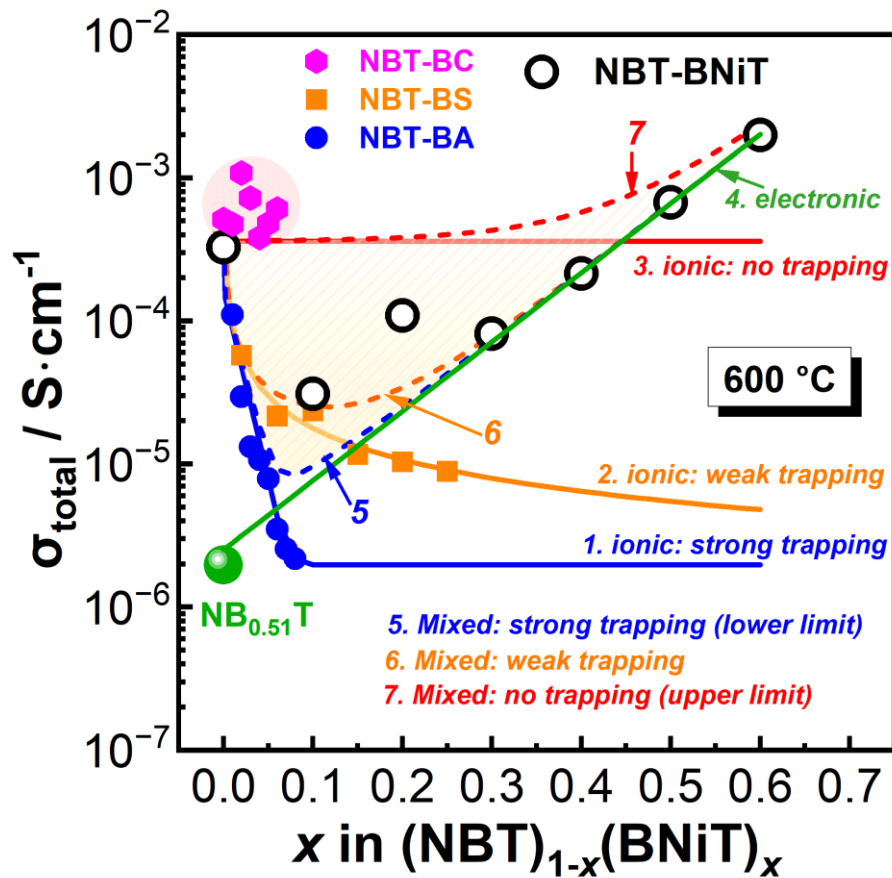 NBT-BC
NBT-BS
NBT-BA
NBT-BNiT
7
4. electronic
3. ionic: no trapping
600 °C
6
5
2. ionic: weak trapping
1. ionic: strong trapping
NB₀.₅₁T
5. Mixed: strong trapping (lower limit)
6. Mixed: weak trapping
7. Mixed: no trapping (upper limit)
σtotal / S·cm⁻¹
10⁻²
10⁻³
10⁻⁴
10⁻⁵
10⁻⁶
10⁻⁷
0.0 0.1 0.2 0.3 0.4 0.5 0.6 0.7
x in (NBT)₁₋ₓ(BNiT)ₓ